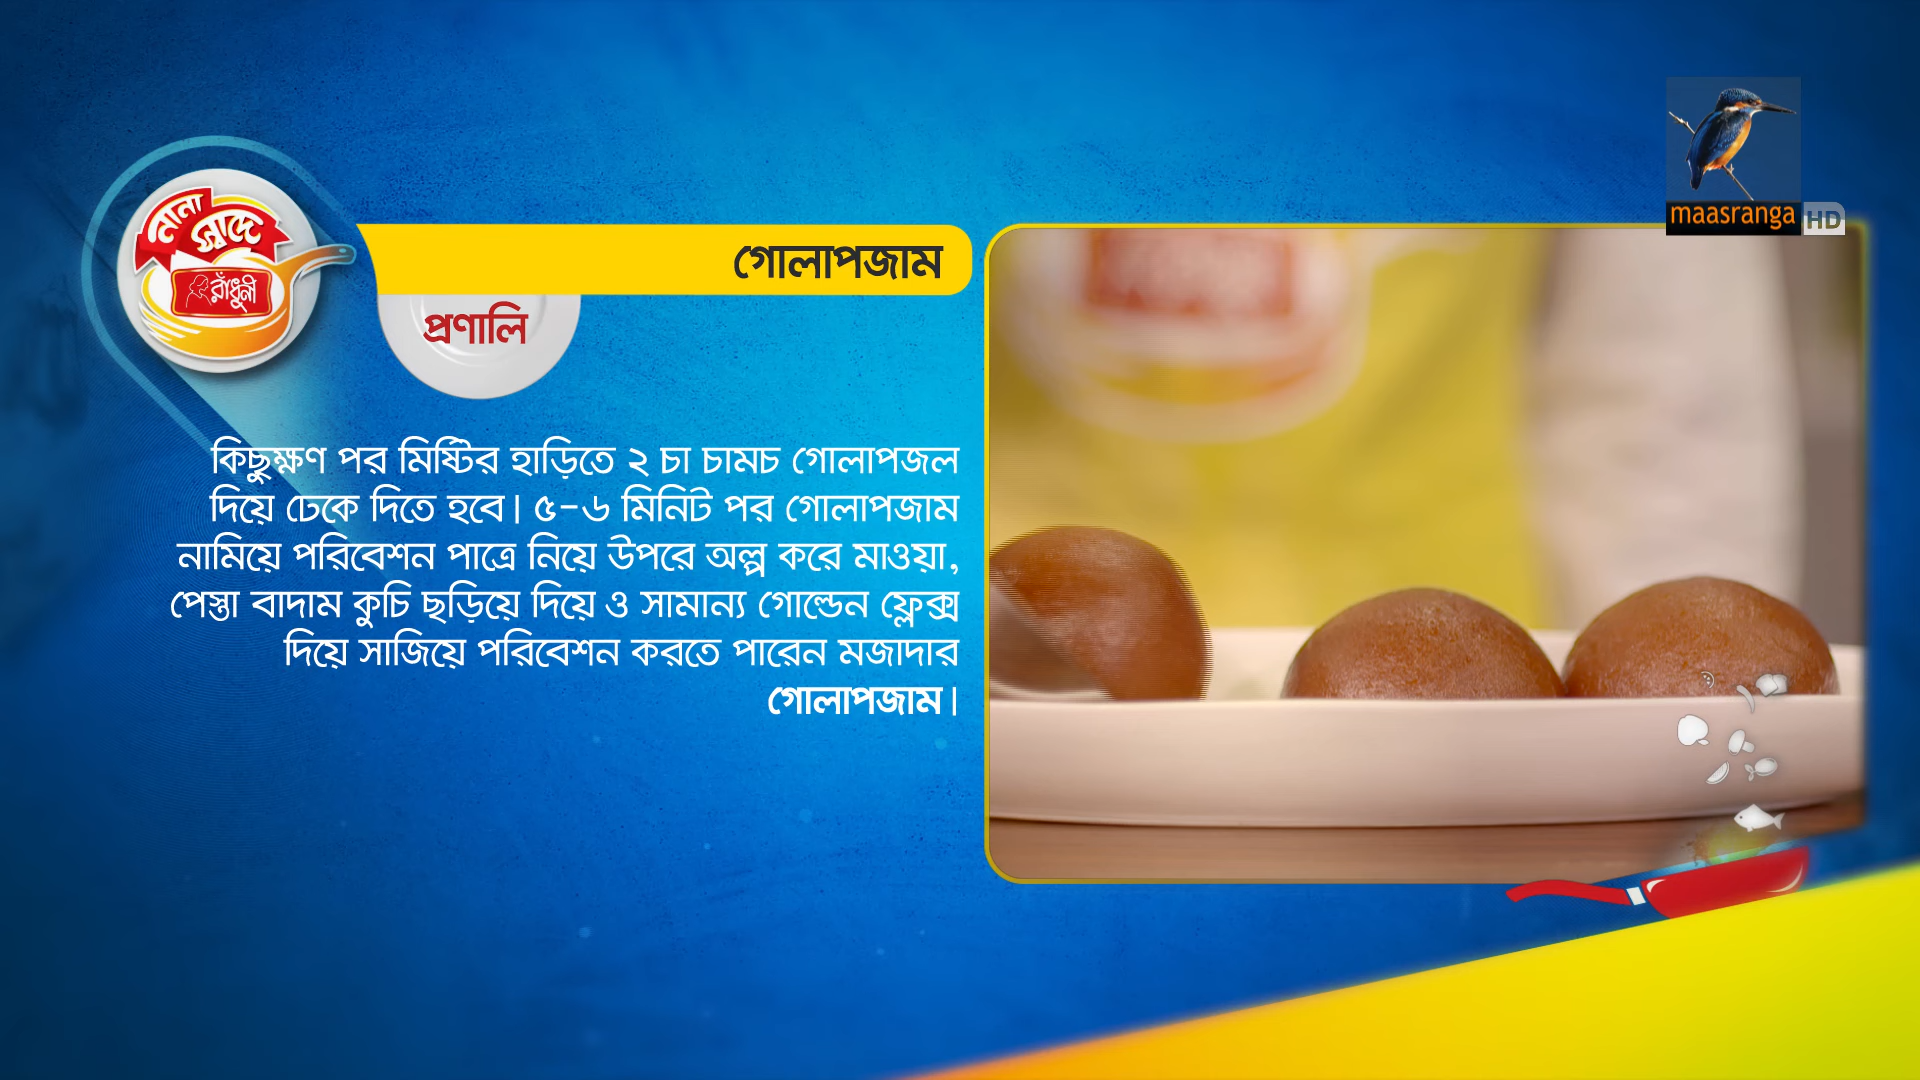 নানা
স্বাদে
রাঁধুনী
গোলাপজাম
প্রণালি
কিছুক্ষণ পর মিষ্টির হাড়িতে ২ চা চামচ গোলাপজল
দিয়ে ঢেকে দিতে হবে। ৫-৬ মিনিট পর গোলাপজাম
নামিয়ে পরিবেশন পাত্রে নিয়ে উপরে অল্প করে মাওয়া,
পেস্তা বাদাম কুচি ছড়িয়ে দিয়ে ও সামান্য গোল্ডেন ফ্লেক্স
দিয়ে সাজিয়ে পরিবেশন করতে পারেন মজাদার
গোলাপজাম।
maasranga HD